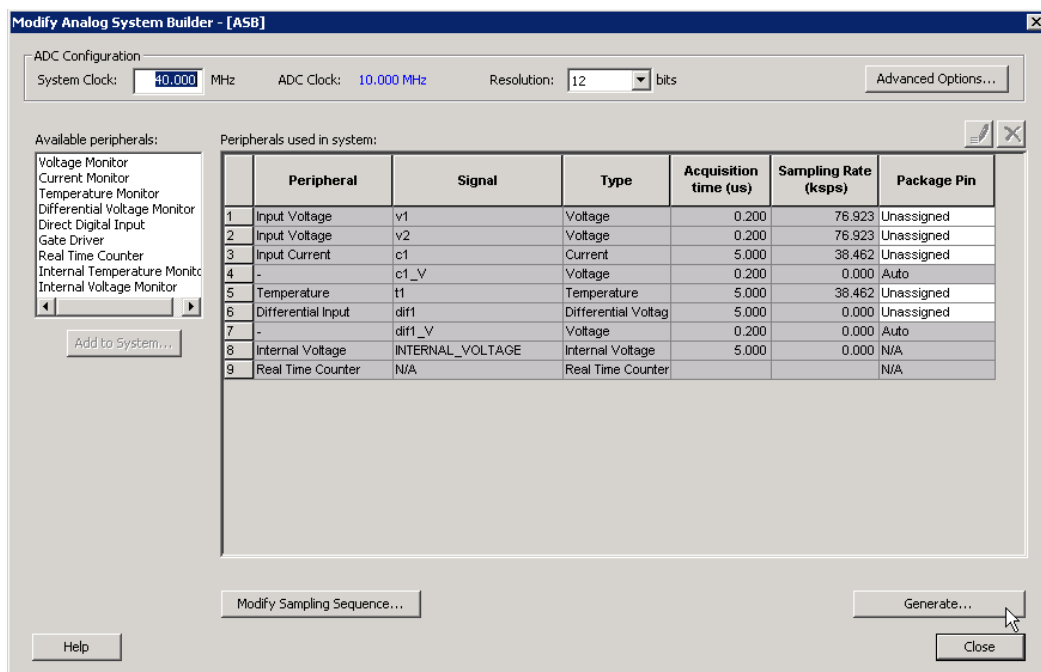 Modify Analog System Builder - [ASB]
ADC Configuration
System Clock: 40.000 MHz ADC Clock: 10.000 MHz Resolution: 12 bits Advanced Options...
Available peripherals:
Voltage Monitor
Current Monitor
Temperature Monitor
Differential Voltage Monitor
Direct Digital Input
Gate Driver
Real Time Counter
Internal Temperature Monitc
Internal Voltage Monitor
Add to System...
Peripherals used in system:
Peripheral Signal Type Acquisition time (us) Sampling Rate (ksps) Package Pin
1 Input Voltage v1 Voltage 0.200 76.923 Unassigned
2 Input Voltage v2 Voltage 0.200 76.923 Unassigned
3 Input Current c1 Current 5.000 38.462 Unassigned
4 - c1_V Voltage 0.200 0.000 Auto
5 Temperature t1 Temperature 5.000 38.462 Unassigned
6 Differential Input dif1 Differential Voltag 5.000 0.000 Unassigned
7 - dif1_V Voltage 0.200 0.000 Auto
8 Internal Voltage INTERNAL_VOLTAGE Internal Voltage 5.000 0.000 N/A
9 Real Time Counter N/A Real Time Counter N/A
Modify Sampling Sequence... Generate...
Help Close